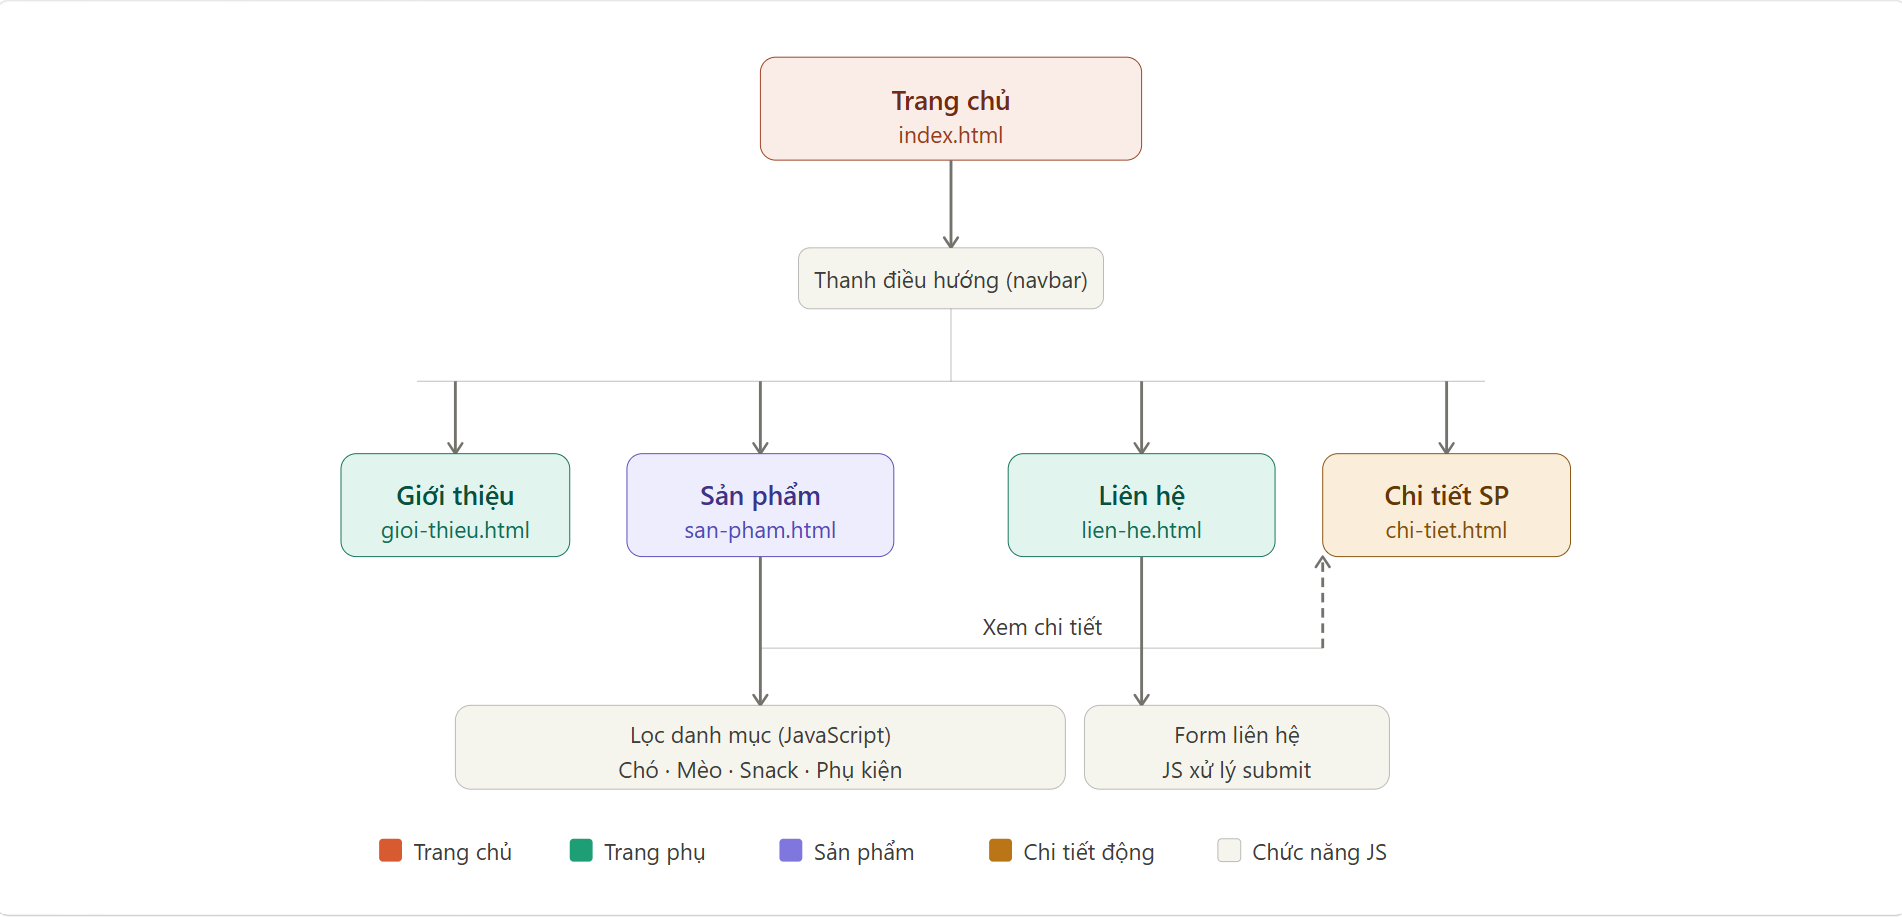 Trang chủ
index.html
Thanh điều hướng (navbar)
Giới thiệu
gioi-thieu.html
Sản phẩm
san-pham.html
Liên hệ
lien-he.html
Chi tiết SP
chi-tiet.html
Xem chi tiết
Lọc danh mục (JavaScript)
Chó · Mèo · Snack · Phụ kiện
Form liên hệ
JS xử lý submit
Trang chủ
Trang phụ
Sản phẩm
Chi tiết động
Chức năng JS